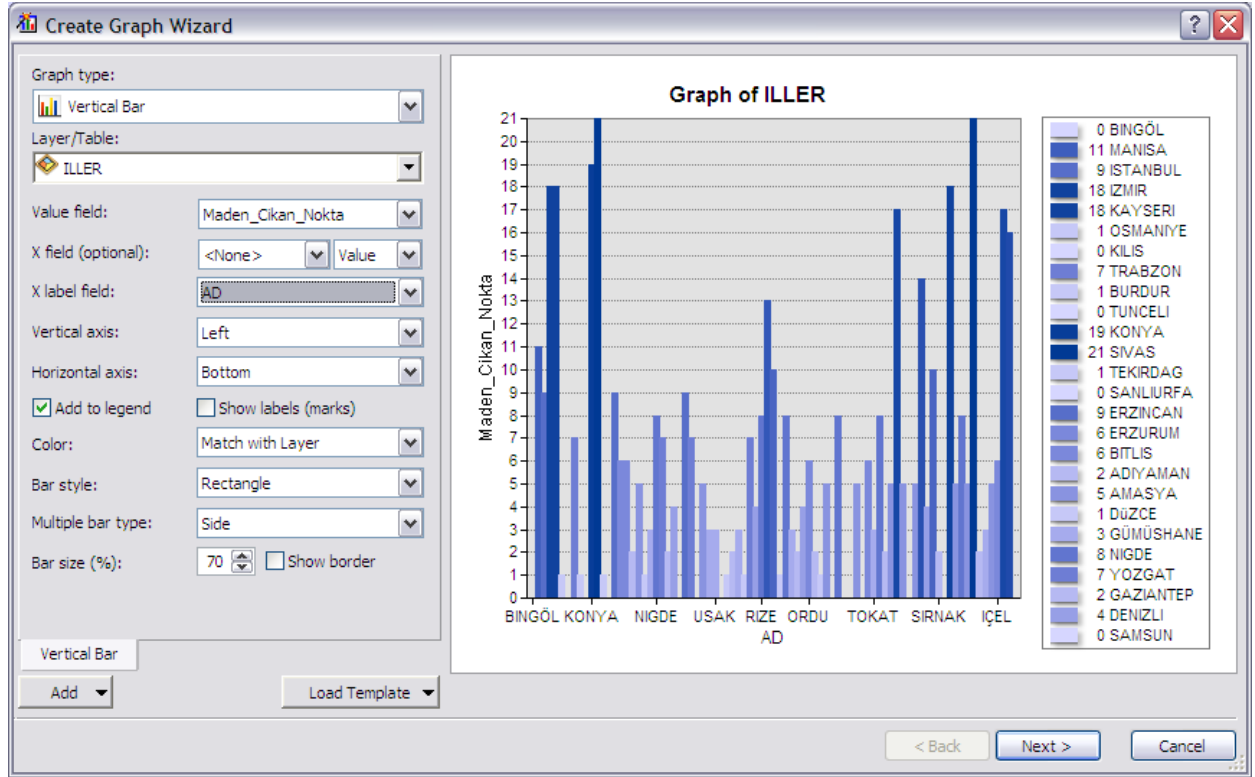 Create Graph Wizard
Graph type:
Vertical Bar
Layer/Table:
ILLER
Value field: Maden_Cikan_Nokta
X field (optional): <None> Value
X label field: AD
Vertical axis: Left
Horizontal axis: Bottom
Add to legend Show labels (marks)
Color: Match with Layer
Bar style: Rectangle
Multiple bar type: Side
Bar size (%): 70 Show border
Vertical Bar
Add Load Template
Graph of ILLER
Maden_Cikan_Nokta
21
20
19
18
17
16
15
14
13
12
11
10
9
8
7
6
5
4
3
2
1
0
BINGÖL KONYA NIGDE USAK RIZE ORDU TOKAT SIRNAK IÇEL
AD
0 BINGÖL
11 MANISA
9 ISTANBUL
18 IZMIR
18 KAYSERI
1 OSMANIYE
0 KILIS
7 TRABZON
1 BURDUR
0 TUNCELI
19 KONYA
21 SIVAS
1 TEKIRDAG
0 SANLIURFA
9 ERZINCAN
6 ERZURUM
6 BITLIS
2 ADIYAMAN
5 AMASYA
1 DüZCE
3 GÜMÜSHANE
8 NIGDE
7 YOZGAT
2 GAZIANTEP
4 DENIZLI
0 SAMSUN
< Back Next > Cancel